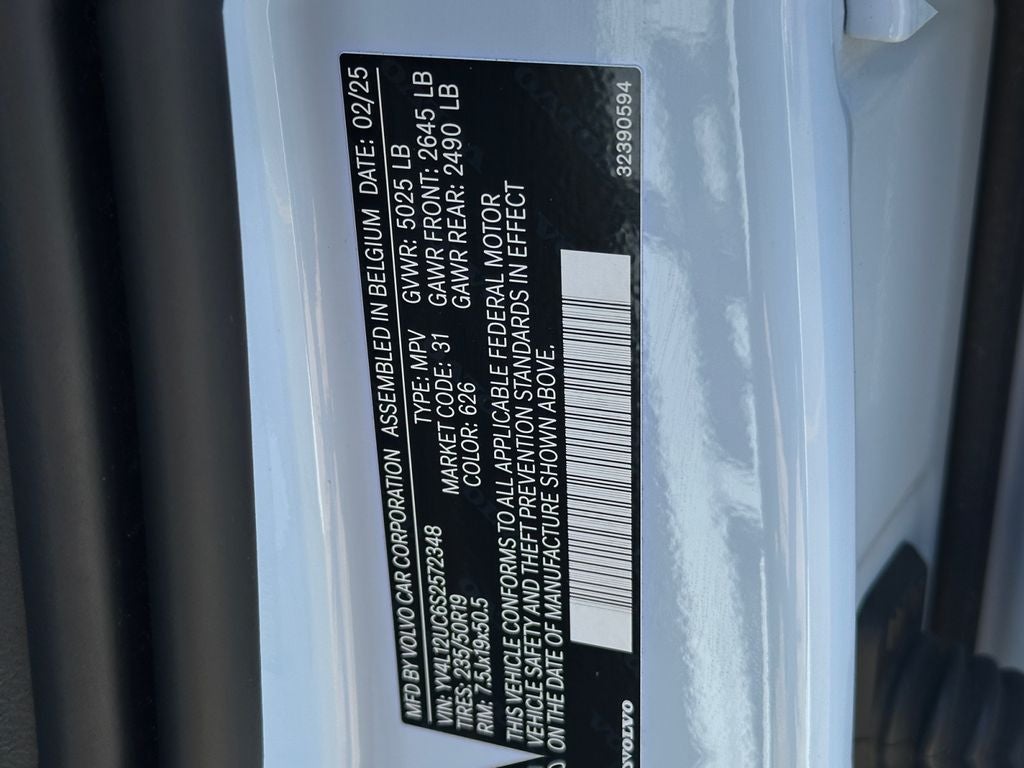 MFD BY VOLVO CAR CORPORATION ASSEMBLED IN BELGIUM DATE: 02/25
VIN: YV4L12UC6S2572348 TYPE: MPV GVWR: 5025 LB
TIRES: 235/50R19 MARKET CODE: 31 GAWR FRONT: 2645 LB
RIM: 7.5Jx19x50.5 COLOR: 626 GAWR REAR: 2490 LB
THIS VEHICLE CONFORMS TO ALL APPLICABLE FEDERAL MOTOR
VEHICLE SAFETY AND THEFT PREVENTION STANDARDS IN EFFECT
ON THE DATE OF MANUFACTURE SHOWN ABOVE.
VOLVO 32390594